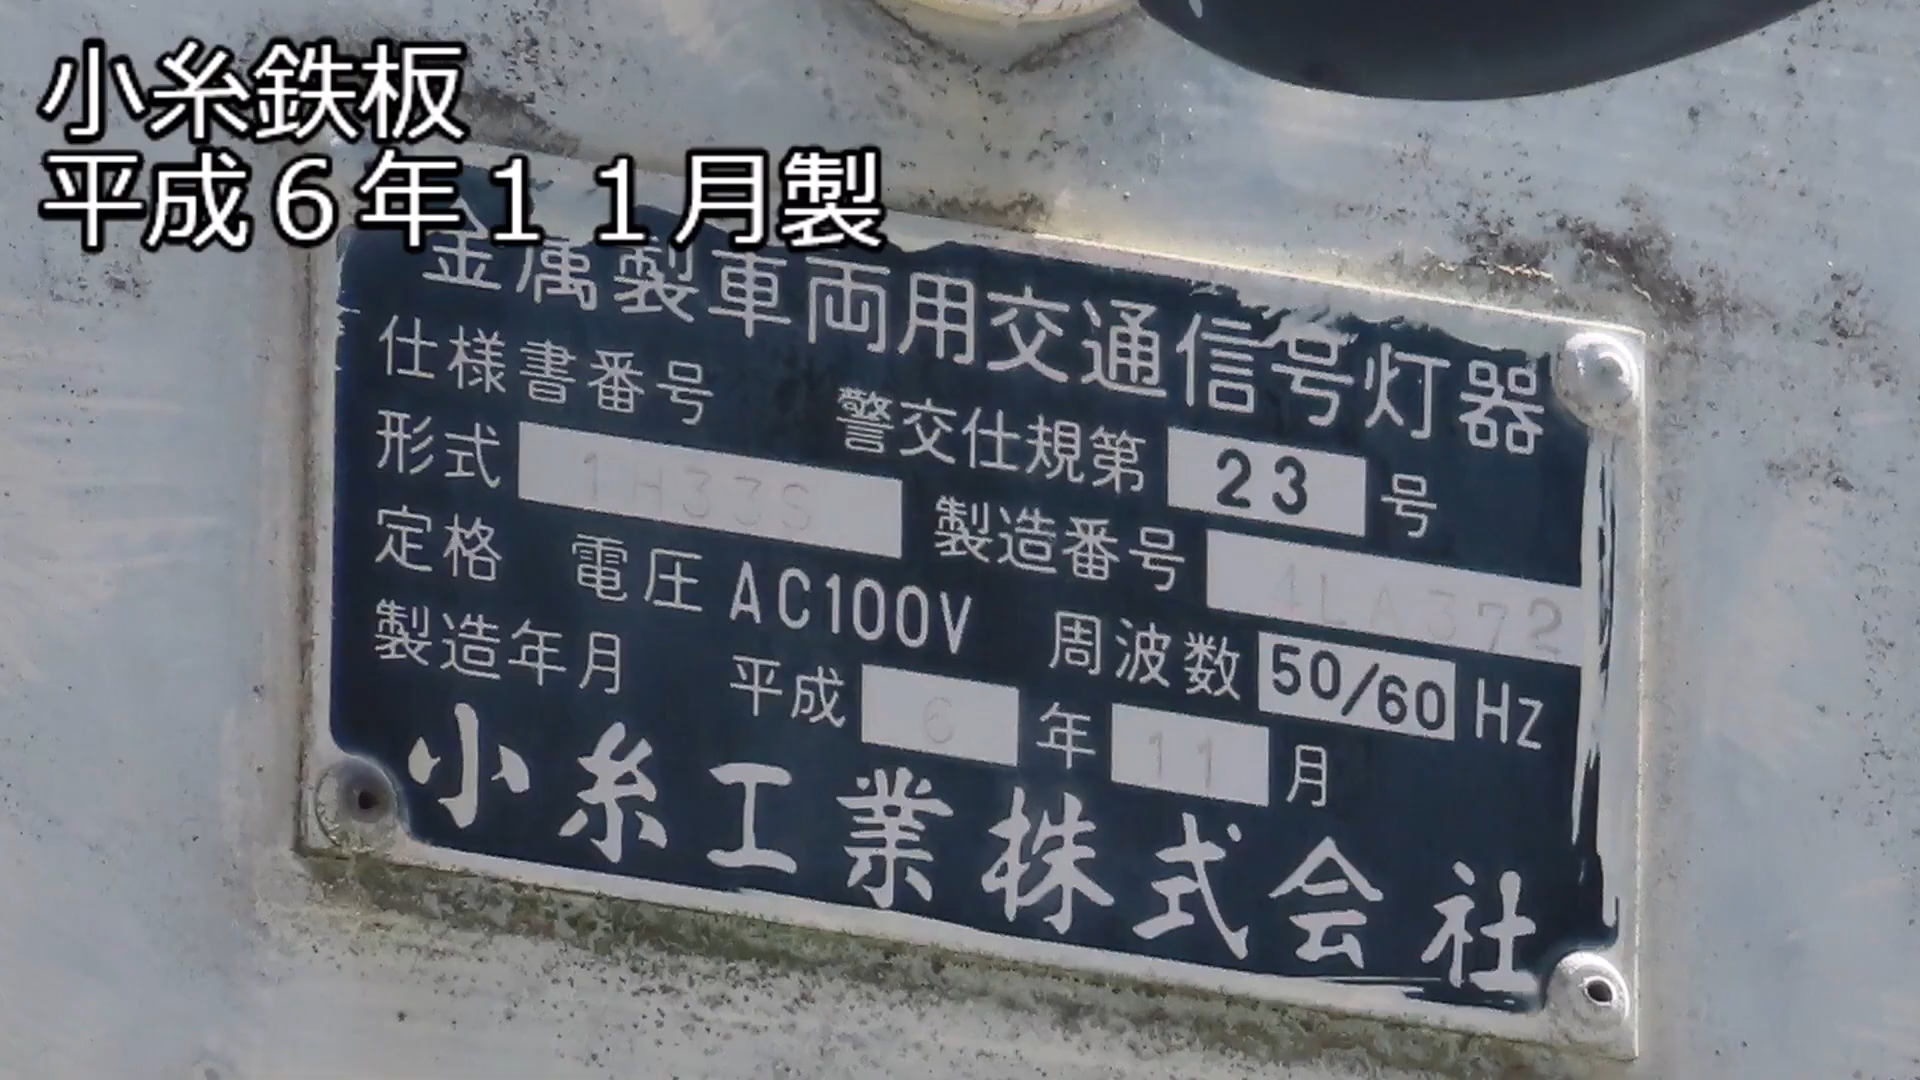 小糸鉄板
平成６年１１月製
金属製車両用交通信号灯器
仕様書番号 警交仕規第 23 号
形式 1H33S 製造番号 4LA372
定格 電圧 AC100V 周波数 50/60 Hz
製造年月 平成 6 年 11 月
小糸工業株式会社